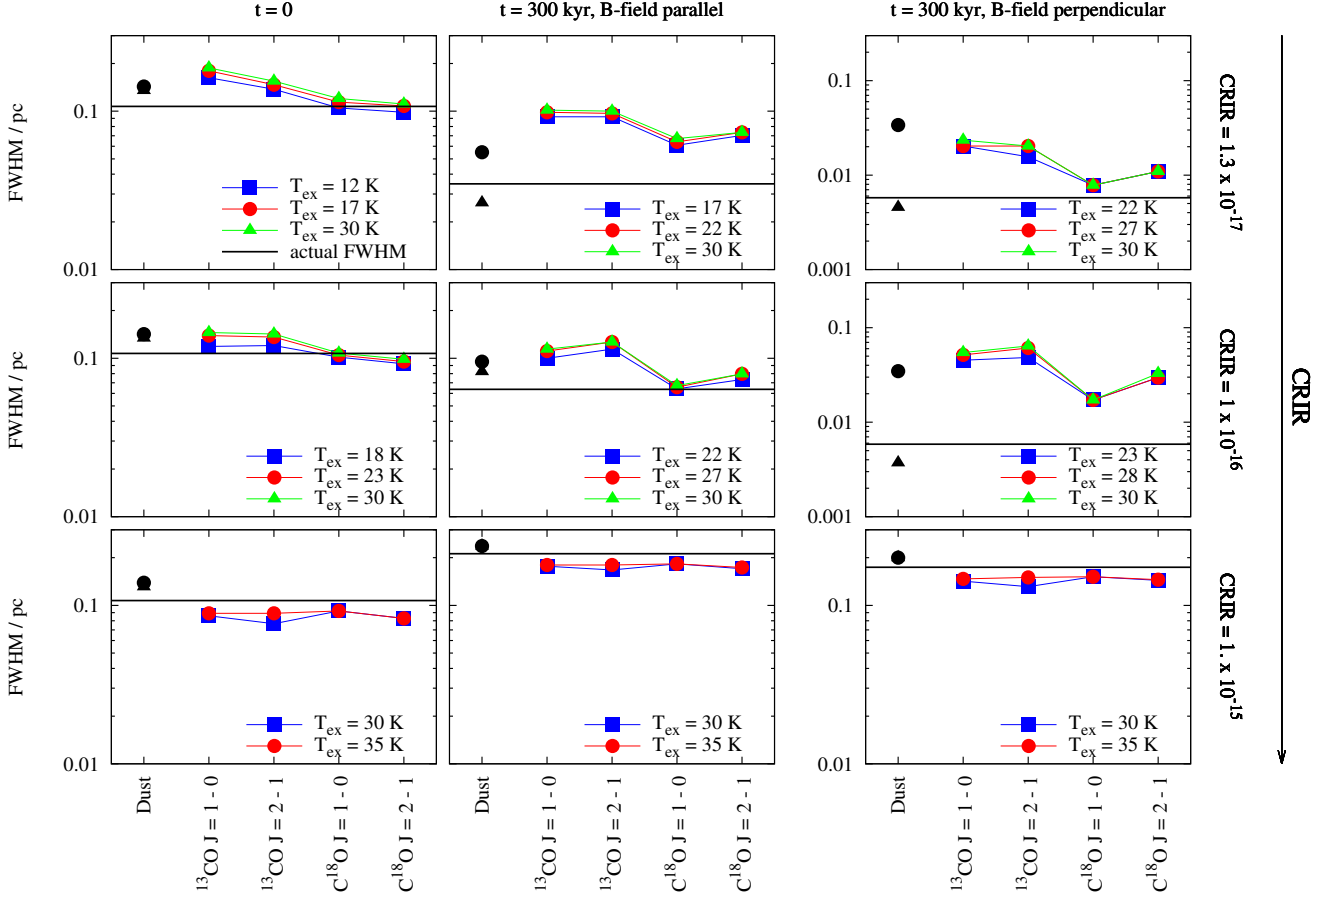 t = 0
t = 300 kyr, B-field parallel
t = 300 kyr, B-field perpendicular
FWHM / pc
0.1
0.01
T_ex = 12 K
T_ex = 17 K
T_ex = 30 K
actual FWHM
T_ex = 17 K
T_ex = 22 K
T_ex = 30 K
0.1
0.01
0.001
T_ex = 22 K
T_ex = 27 K
T_ex = 30 K
CRIR = 1.3 x 10^-17
FWHM / pc
0.1
0.01
T_ex = 18 K
T_ex = 23 K
T_ex = 30 K
T_ex = 22 K
T_ex = 27 K
T_ex = 30 K
0.1
0.01
0.001
T_ex = 23 K
T_ex = 28 K
T_ex = 30 K
CRIR = 1 x 10^-16
CRIR
FWHM / pc
0.1
0.01
T_ex = 30 K
T_ex = 35 K
T_ex = 30 K
T_ex = 35 K
0.1
0.01
T_ex = 30 K
T_ex = 35 K
CRIR = 1. x 10^-15
Dust
^13CO J = 1 - 0
^13CO J = 2 - 1
C^18O J = 1 - 0
C^18O J = 2 - 1
Dust
^13CO J = 1 - 0
^13CO J = 2 - 1
C^18O J = 1 - 0
C^18O J = 2 - 1
Dust
^13CO J = 1 - 0
^13CO J = 2 - 1
C^18O J = 1 - 0
C^18O J = 2 - 1